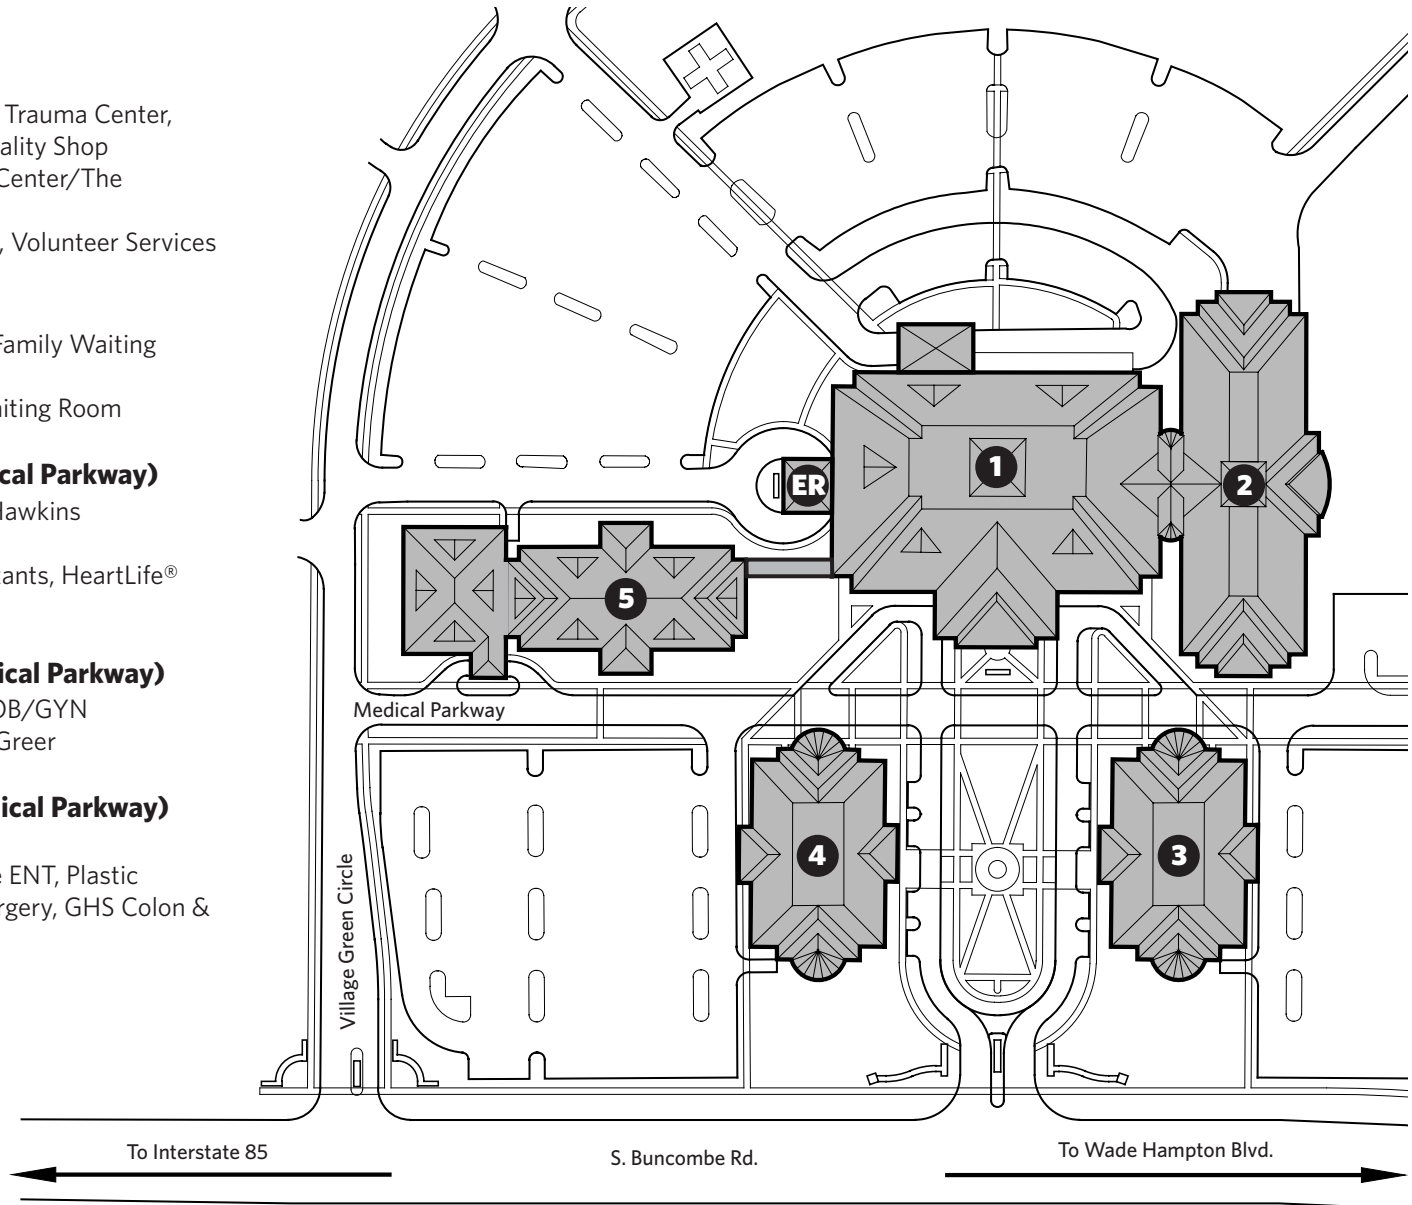 Trauma Center,
ality Shop
Center/The
, Volunteer Services
Family Waiting
iting Room
cal Parkway)
Hawkins
tants, HeartLife®
ical Parkway)
OB/GYN
Greer
ical Parkway)
e ENT, Plastic
rgery, GHS Colon &
1
2
ER
5
Medical Parkway
4
3
Village Green Circle
To Interstate 85
S. Buncombe Rd.
To Wade Hampton Blvd.